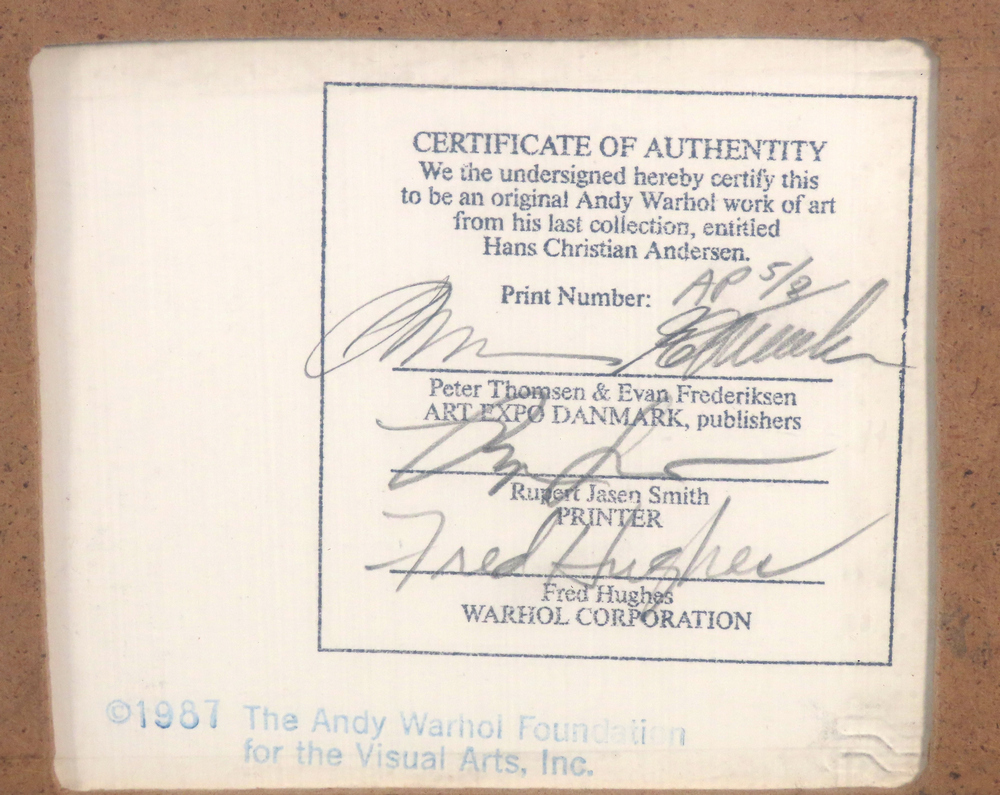 CERTIFICATE OF AUTHENTITY
We the undersigned hereby certify this
to be an original Andy Warhol work of art
from his last collection, entitled
Hans Christian Andersen.
Print Number: AP 5/8
Peter Thomsen & Evan Frederiksen
ART EXPO DANMARK, publishers
Rupert Jasen Smith
PRINTER
Fred Hughes
Fred Hughes
WARHOL CORPORATION
©1987 The Andy Warhol Foundation
for the Visual Arts, Inc.